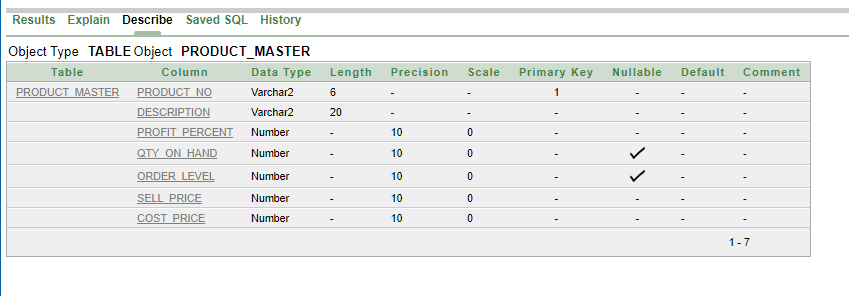 Results Explain Describe Saved SQL History
Object Type TABLE Object PRODUCT_MASTER
Table Column Data Type Length Precision Scale Primary Key Nullable Default Comment
PRODUCT_MASTER PRODUCT_NO Varchar2 6 - - 1 - - -
DESCRIPTION Varchar2 20 - - - - - -
PROFIT_PERCENT Number - 10 0 - - - -
QTY_ON_HAND Number - 10 0 - ✓ - -
ORDER_LEVEL Number - 10 0 - ✓ - -
SELL_PRICE Number - 10 0 - - - -
COST_PRICE Number - 10 0 - - - -
1 - 7